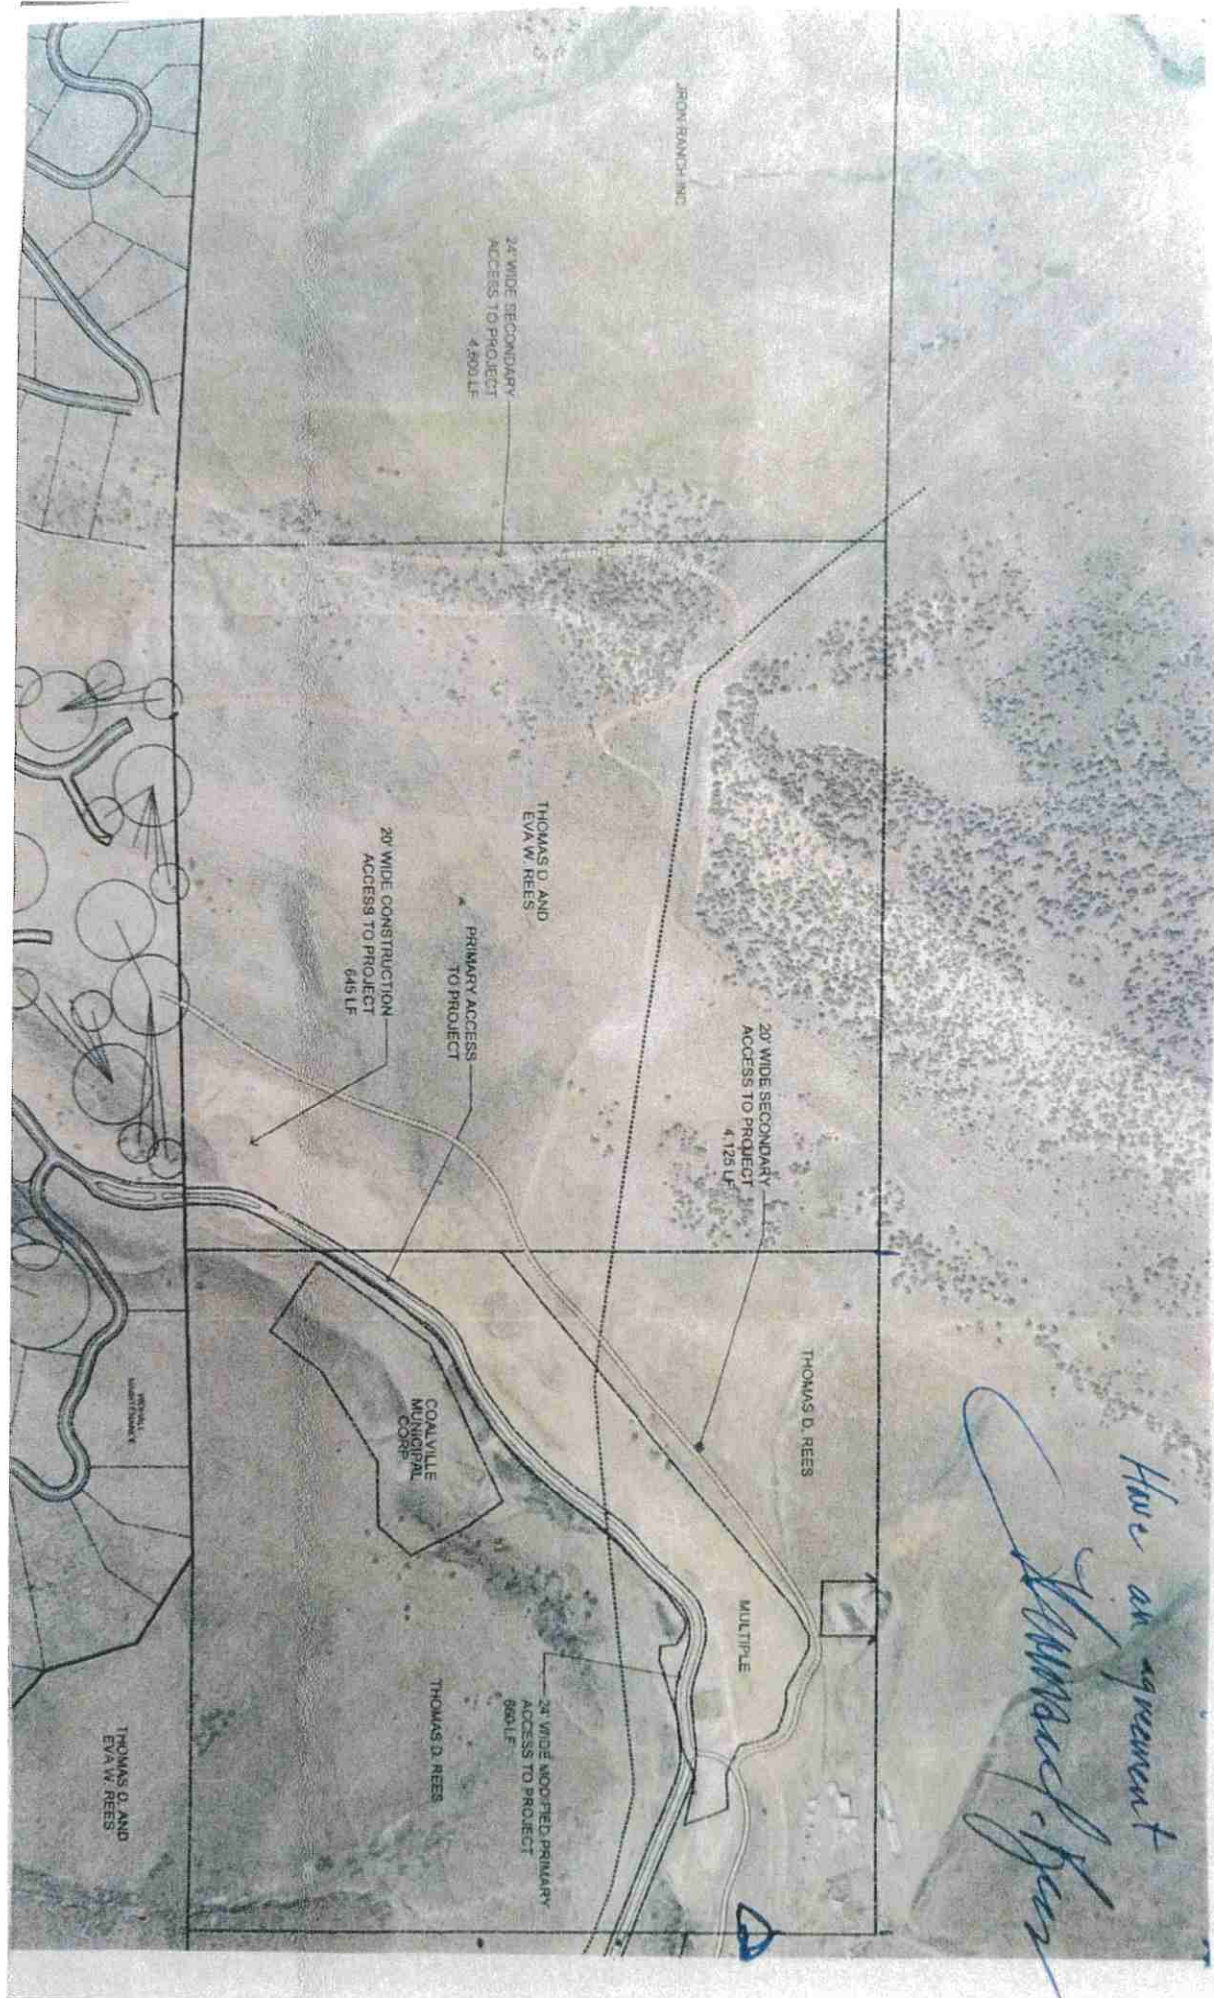 Have an agreement
JRON RANCH INC
24' WIDE SECONDARY
ACCESS TO PROJECT
4,600 LF
THOMAS D. AND
EVA W. REES
20' WIDE SECONDARY
ACCESS TO PROJECT
4,125 LF
THOMAS D. REES
PRIMARY ACCESS
TO PROJECT
20' WIDE CONSTRUCTION
ACCESS TO PROJECT
645 LF
COALVILLE
MUNICIPAL
CORP
MULTIPLE
24' WIDE MODIFIED PRIMARY
ACCESS TO PROJECT
660 LF
THOMAS D. REES
MAINTENANCE
THOMAS D. AND
EVA W. REES